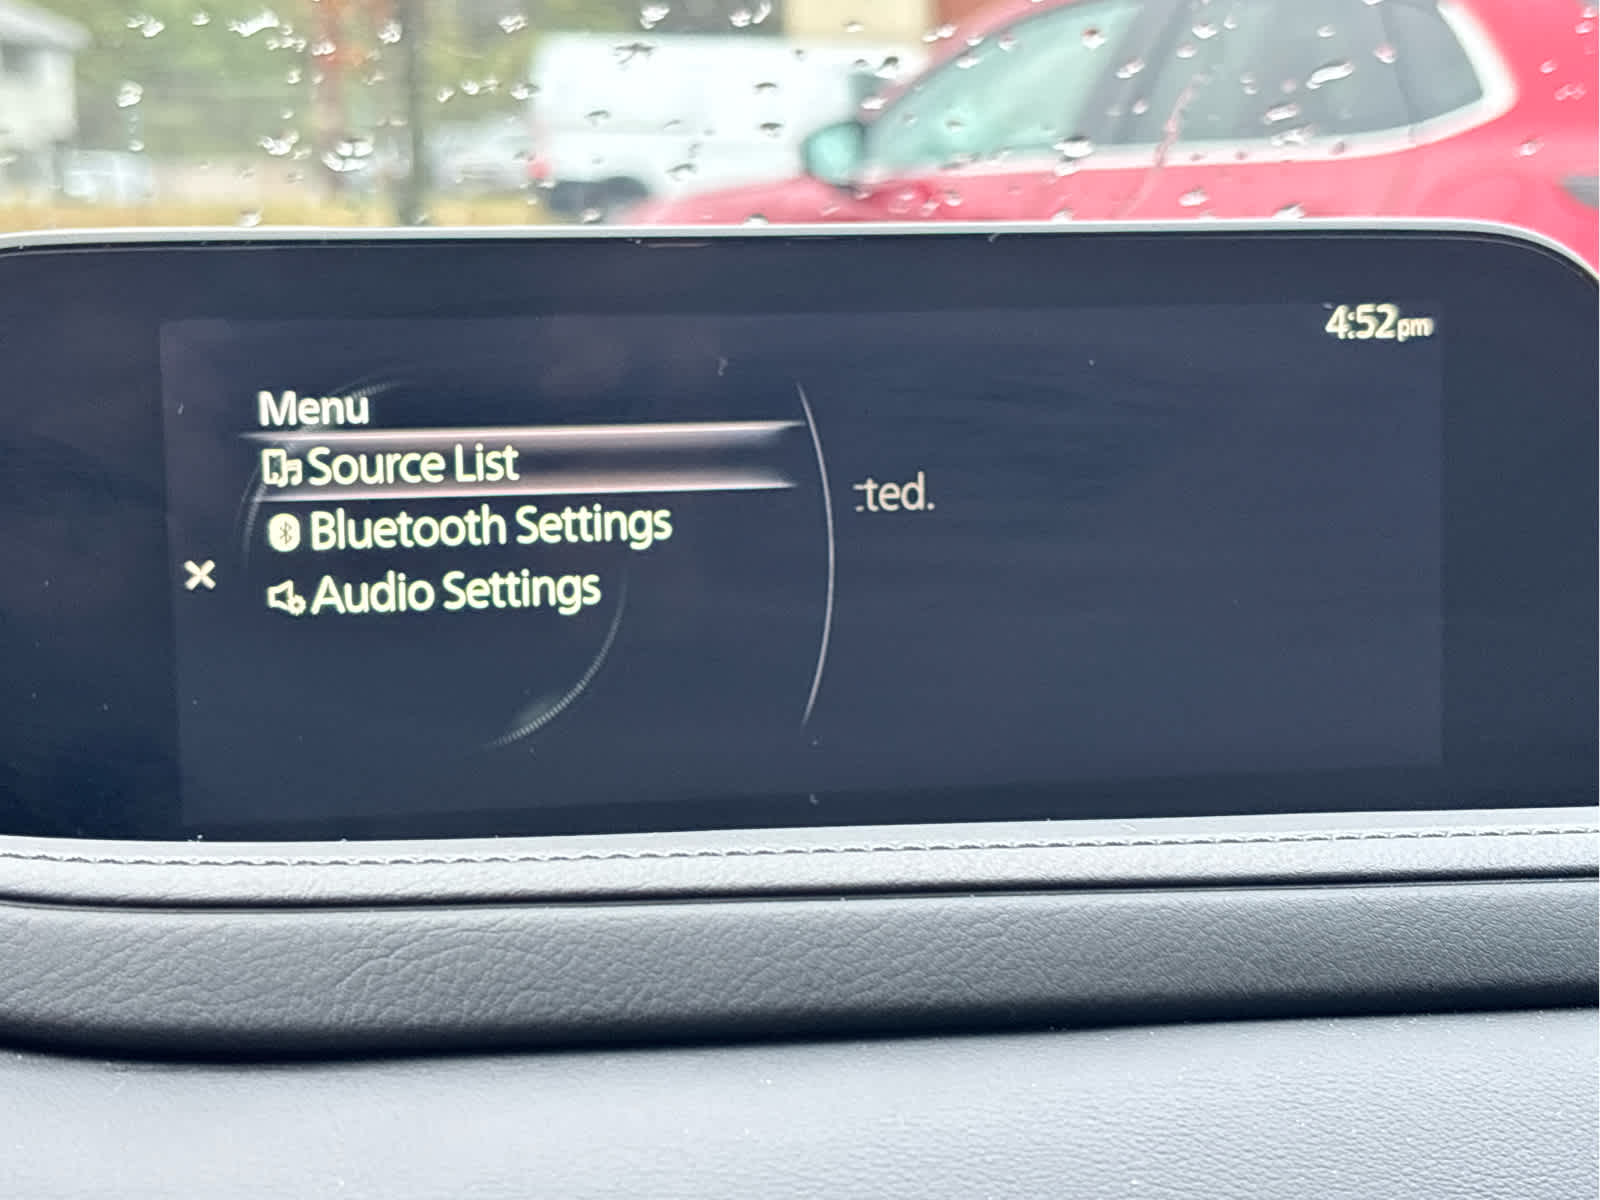 4:52pm
Menu
Source List
ted.
Bluetooth Settings
Audio Settings